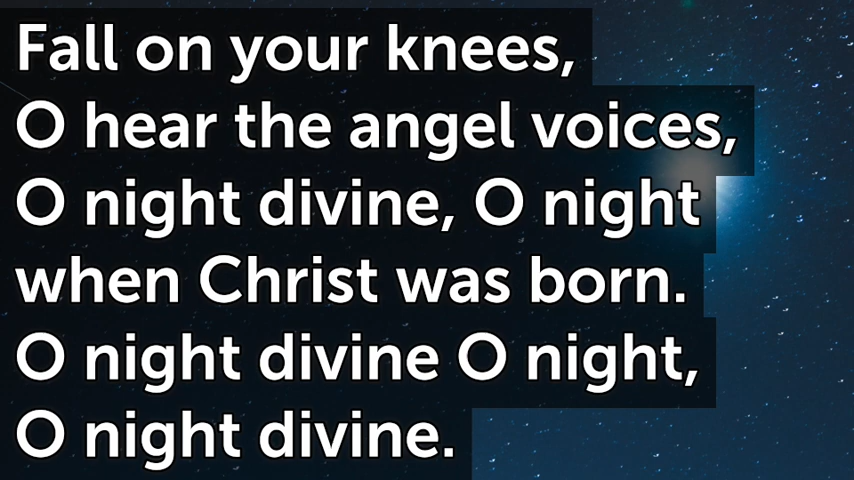 Fall on your knees,
O hear the angel voices,
O night divine, O night
when Christ was born.
O night divine O night,
O night divine.